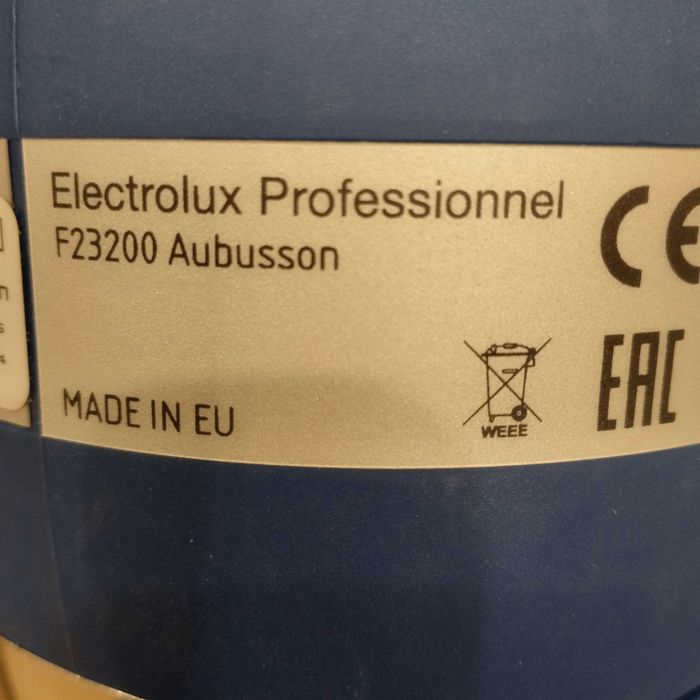 Electrolux Professionnel
F23200 Aubusson
CE
MADE IN EU
WEEE
EAC